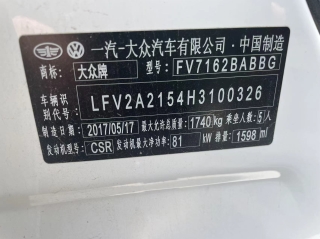 一汽-大众汽车有限公司·中国制造
商标: 大众牌 型号: FV7162BABBG
车辆识别代号: LFV2A2154H3100326
制造日期 2017/05/17 最大允许总质量 1740 kg 乘坐人数: 5 人
发动机型号: CSR 发动机最大净功率: 81 kW 排量: 1598 ml